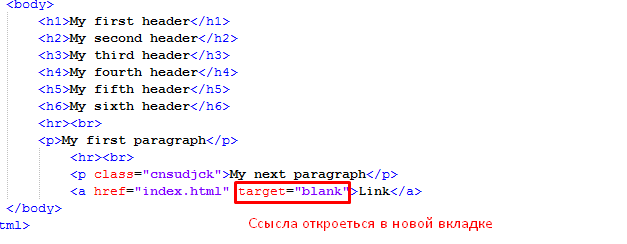 <body>
<h1>My first header</h1>
<h2>My second header</h2>
<h3>My third header</h3>
<h4>My fourth header</h4>
<h5>My fifth header</h5>
<h6>My sixth header</h6>
<hr><br>
<p>My first paragraph</p>
<hr><br>
<p class="cnsudjck">My next paragraph</p>
<a href="index.html" target="blank">Link</a>
</body>
tml>
Ссысла откроеться в новой вкладке